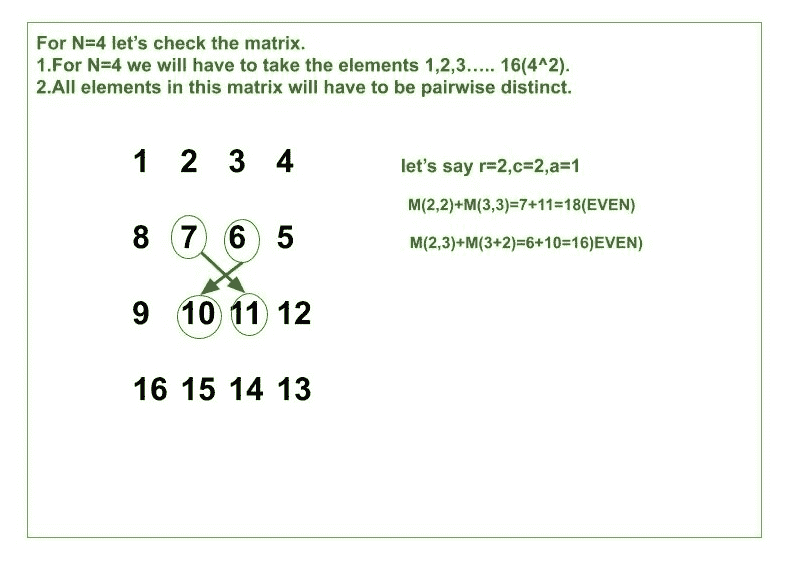 For N=4 let's check the matrix.
1.For N=4 we will have to take the elements 1,2,3..... 16(4^2).
2.All elements in this matrix will have to be pairwise distinct.
1 2 3 4
let's say r=2,c=2,a=1
M(2,2)+M(3,3)=7+11=18(EVEN)
8 7 6 5
M(2,3)+M(3+2)=6+10=16)EVEN)
9 10 11 12
16 15 14 13